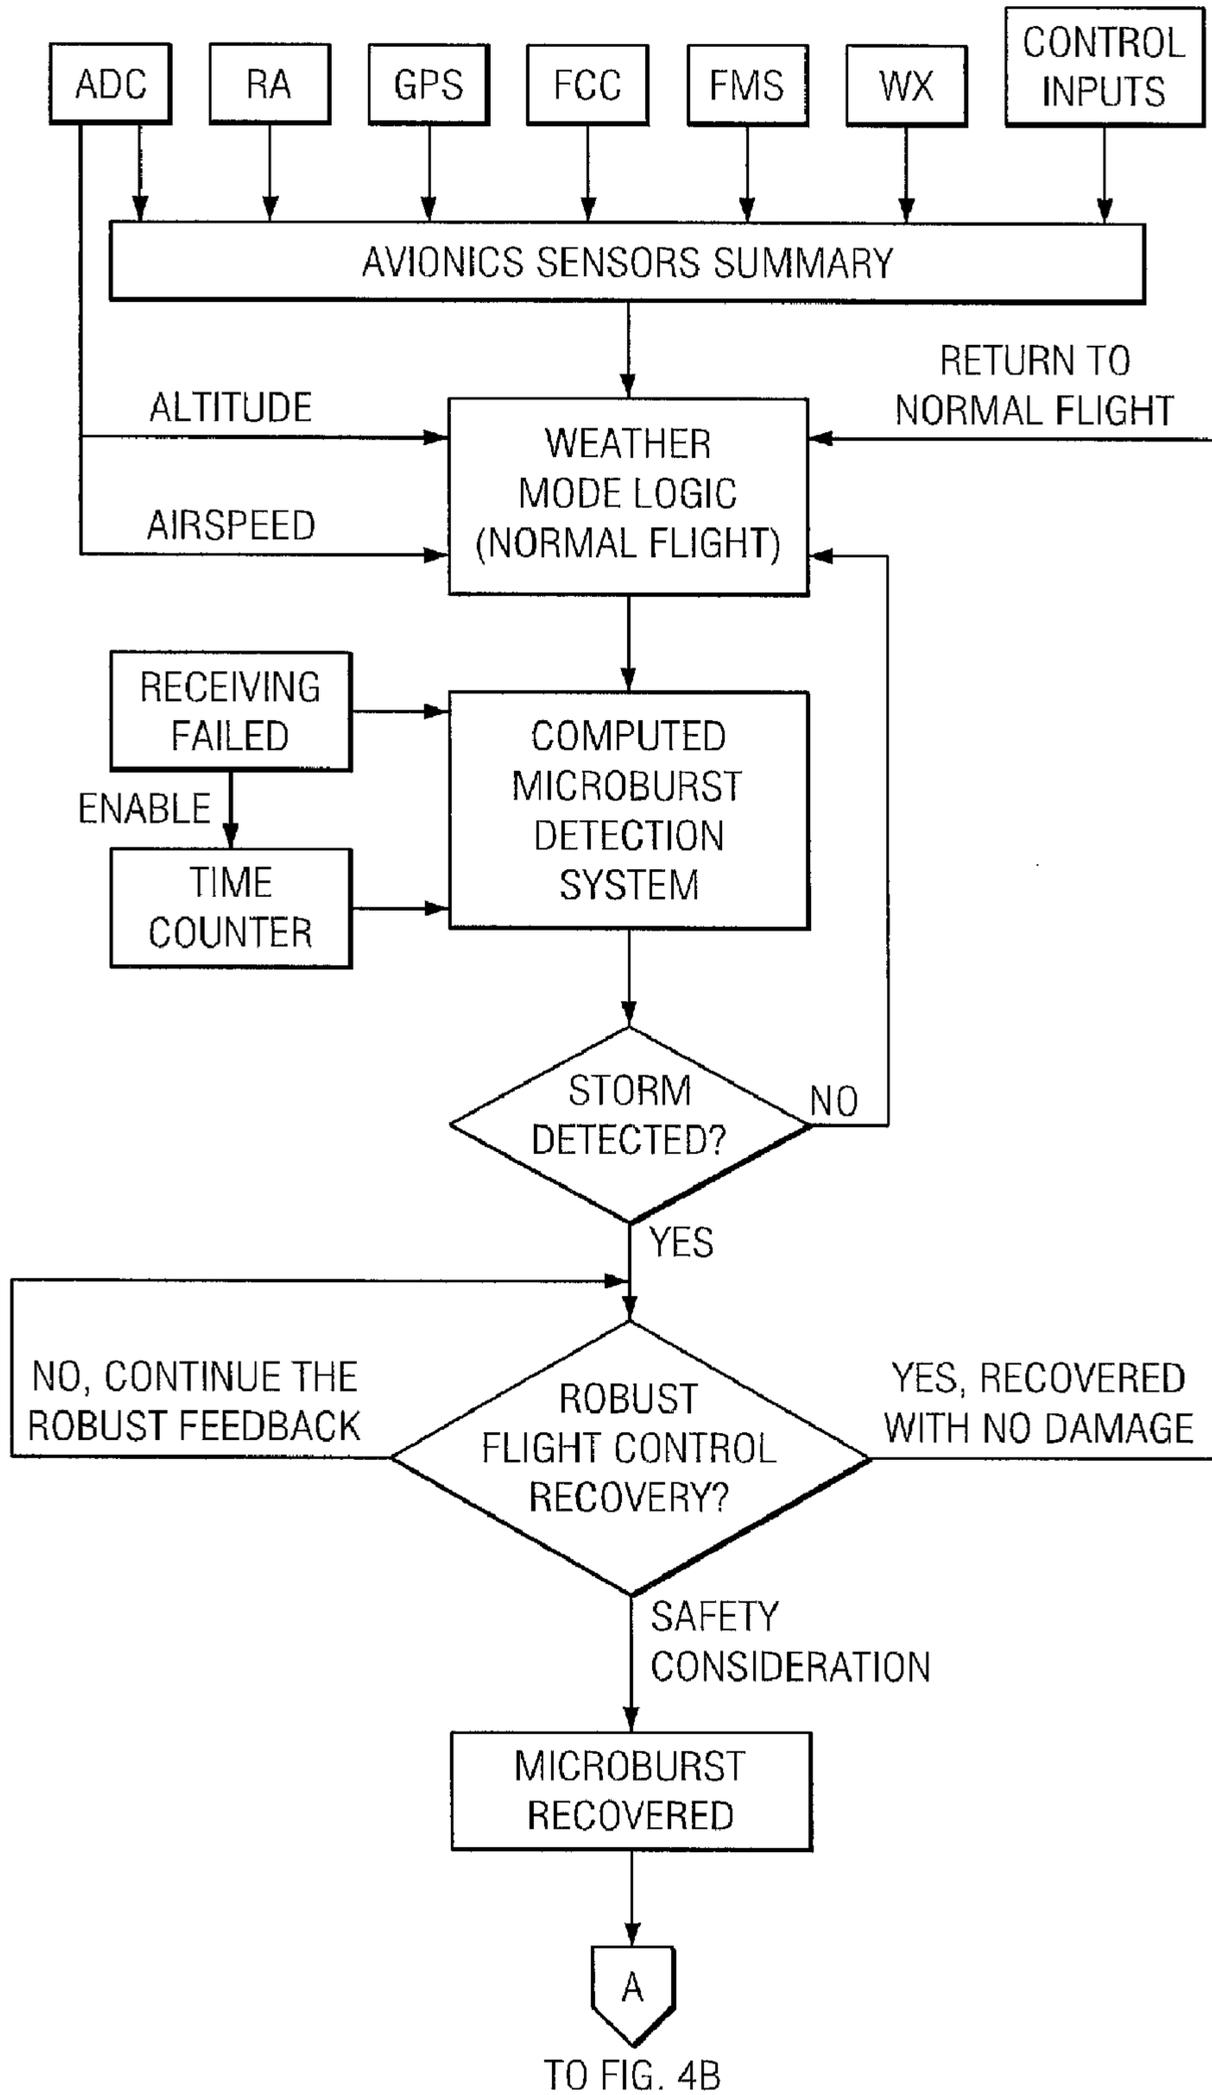 ADC
RA
GPS
FCC
FMS
WX
CONTROL
INPUTS
AVIONICS SENSORS SUMMARY
RETURN TO
NORMAL FLIGHT
ALTITUDE
AIRSPEED
WEATHER
MODE LOGIC
(NORMAL FLIGHT)
RECEIVING
FAILED
ENABLE
TIME
COUNTER
COMPUTED
MICROBURST
DETECTION
SYSTEM
STORM
DETECTED?
NO
YES
NO, CONTINUE THE
ROBUST FEEDBACK
ROBUST
FLIGHT CONTROL
RECOVERY?
YES, RECOVERED
WITH NO DAMAGE
SAFETY
CONSIDERATION
MICROBURST
RECOVERED
A
TO FIG. 4B